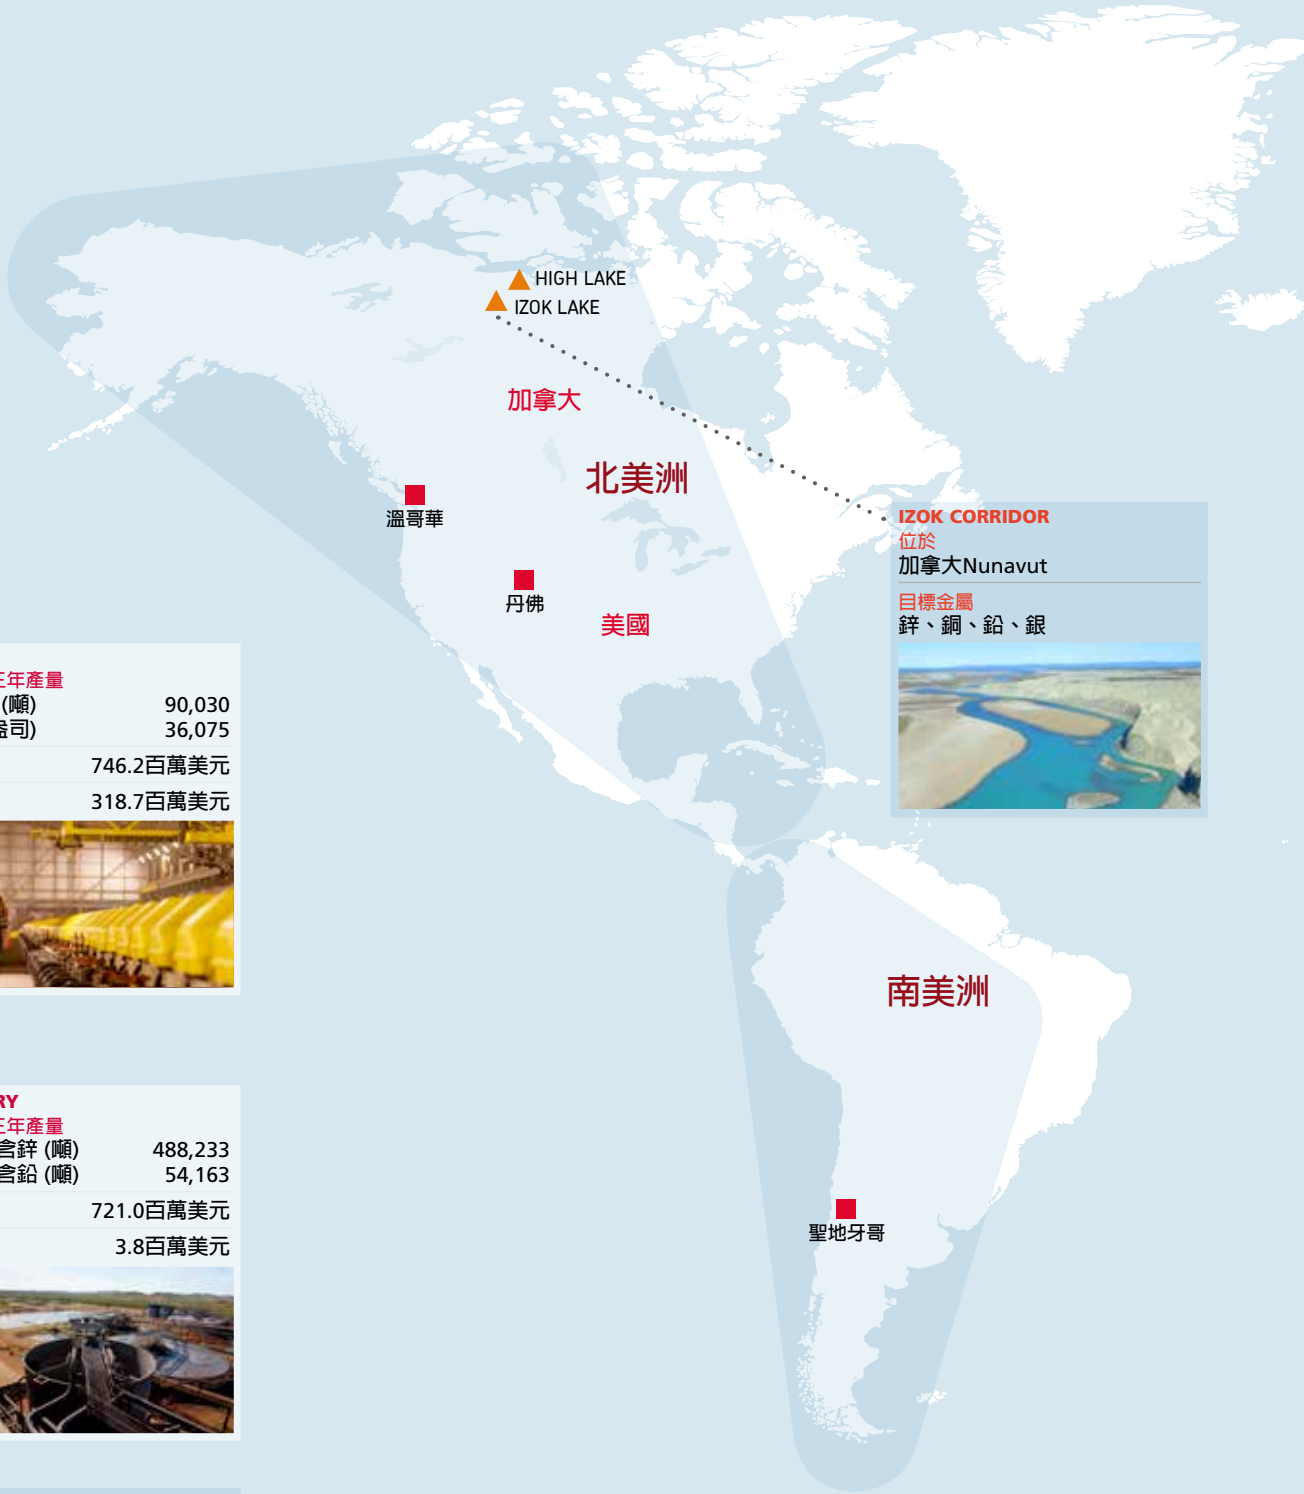 HIGH LAKE
IZOK LAKE
加拿大
北美洲
溫哥華
丹佛
美國
IZOK CORRIDOR
位於
加拿大Nunavut
目標金屬
鋅、銅、鉛、銀
年產量
(噸) 90,030
司) 36,075
746.2百萬美元
318.7百萬美元
南美洲
聖地牙哥
RY
年產量
含鋅 (噸) 488,233
含鉛 (噸) 54,163
721.0百萬美元
3.8百萬美元